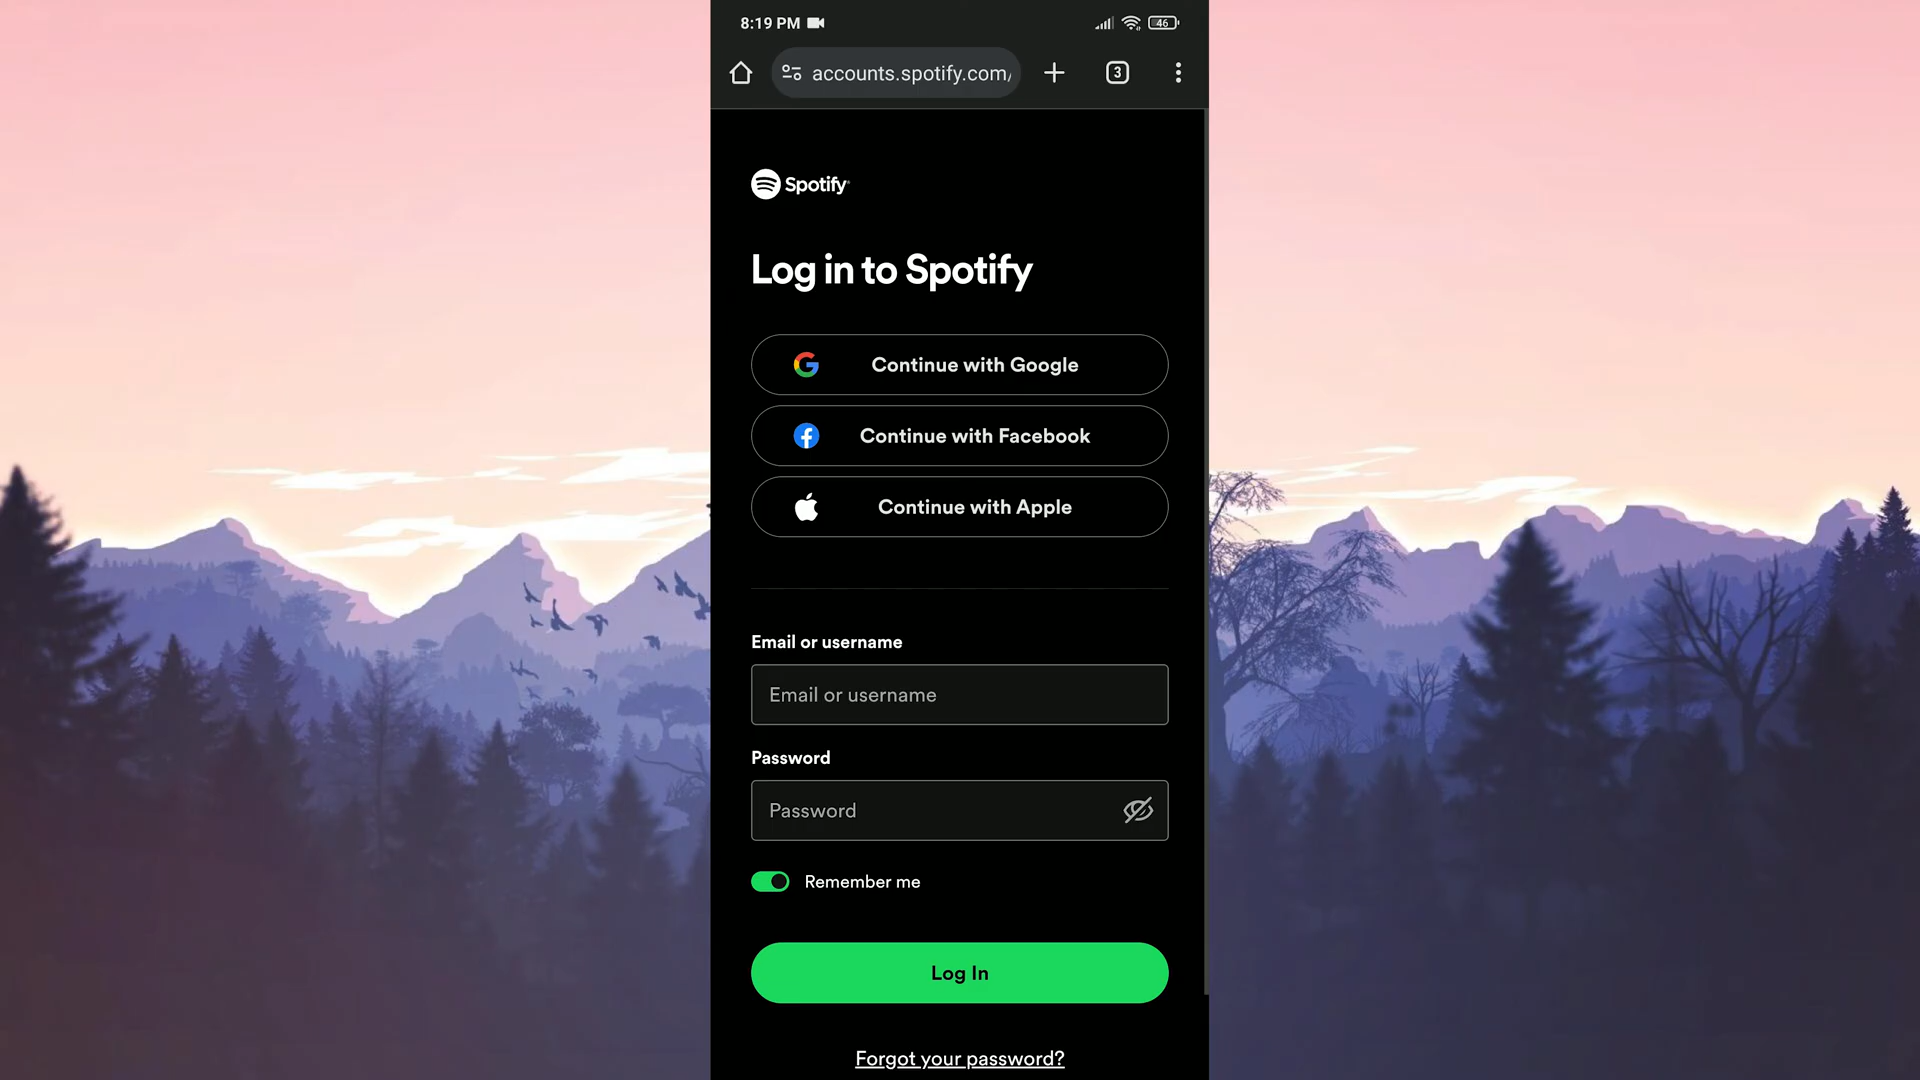 8:19 PM
46
accounts.spotify.com/
3
Spotify
Log in to Spotify
Continue with Google
Continue with Facebook
Continue with Apple
Email or username
Email or username
Password
Password
Remember me
Log In
Forgot your password?